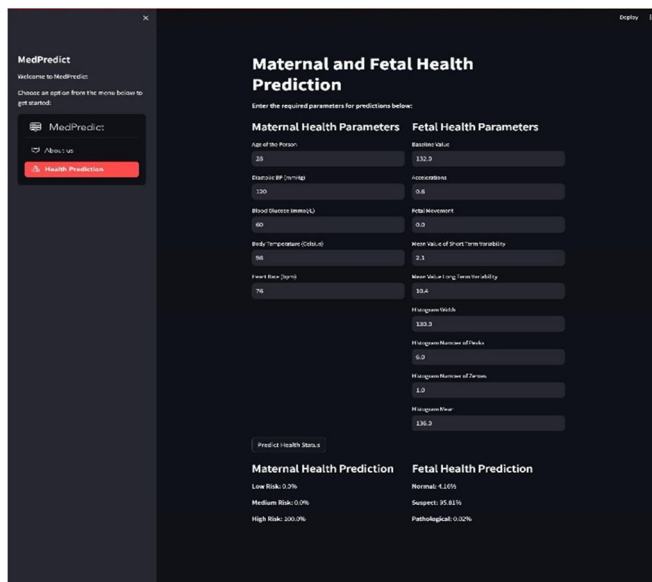 Deploy
MedPredict
Welcome to MedPredict
Choose an option from the menu below to
get started:
MedPredict
About us
Health Prediction
Maternal and Fetal Health
Prediction
Enter the required parameters for predictions below:
Maternal Health Parameters
Age of the Person
Diastolic BP (mmHg)
Blood Glucose (mmol/L)
60
Body Temperature (Celsius)
98
Heart Rate (bpm)
76
Fetal Health Parameters
Baseline Value
132.0
Accelerations
Fetal Movement
0.0
Mean Value of Short Term Variability
2.1
Mean Value Long Term Variability
10.4
Histogram Width
130.0
Histogram Number of Peaks
6.0
Histogram Number of Zeroes
1.0
Histogram Mean
136.0
Predict Health Status
Maternal Health Prediction
Low Risk: 0.0%
Medium Risk: 0.0%
High Risk: 100.0%
Fetal Health Prediction
Normal: 4.16%
Suspect: 95.81%
Pathological: 0.02%